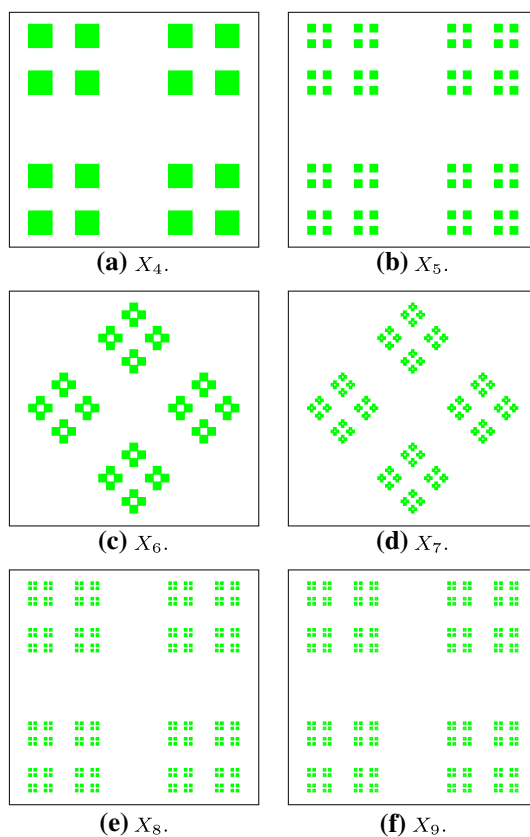 (a) X₄.
(b) X₅.
(c) X₆.
(d) X₇.
(e) X₈.
(f) X₉.